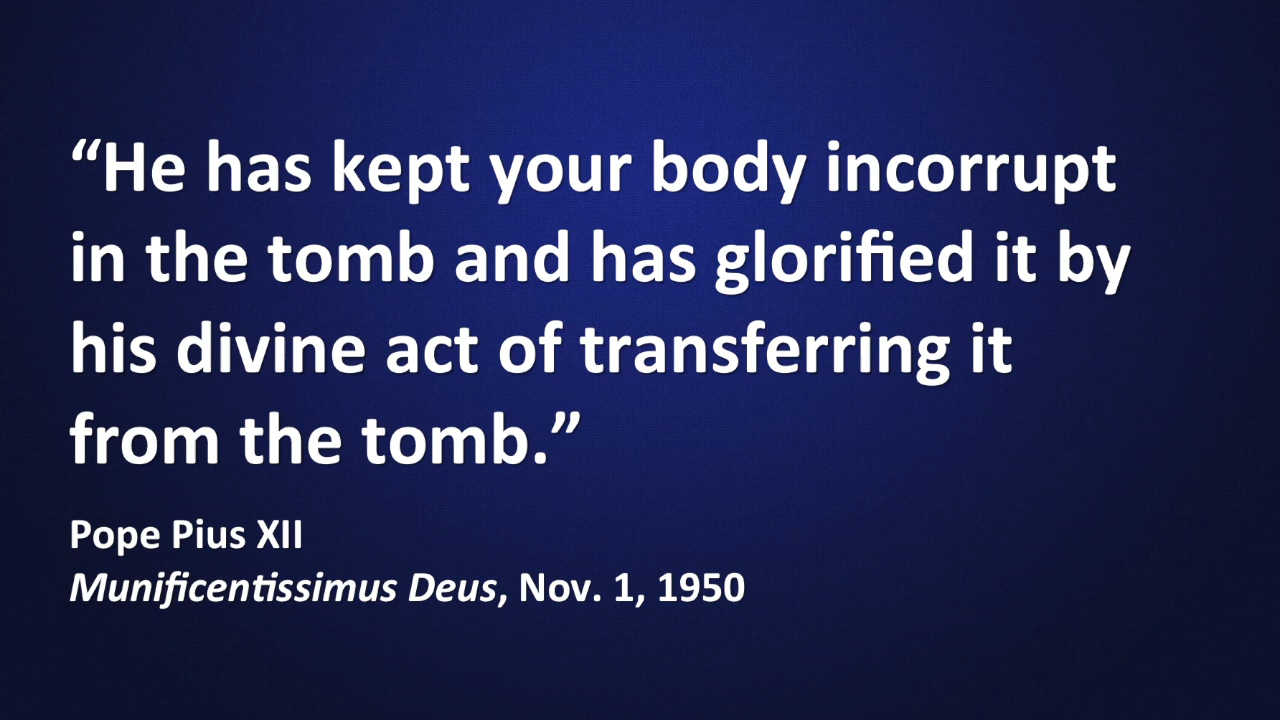 “He has kept your body incorrupt
in the tomb and has glorified it by
his divine act of transferring it
from the tomb.”
Pope Pius XII
Munificentissimus Deus, Nov. 1, 1950